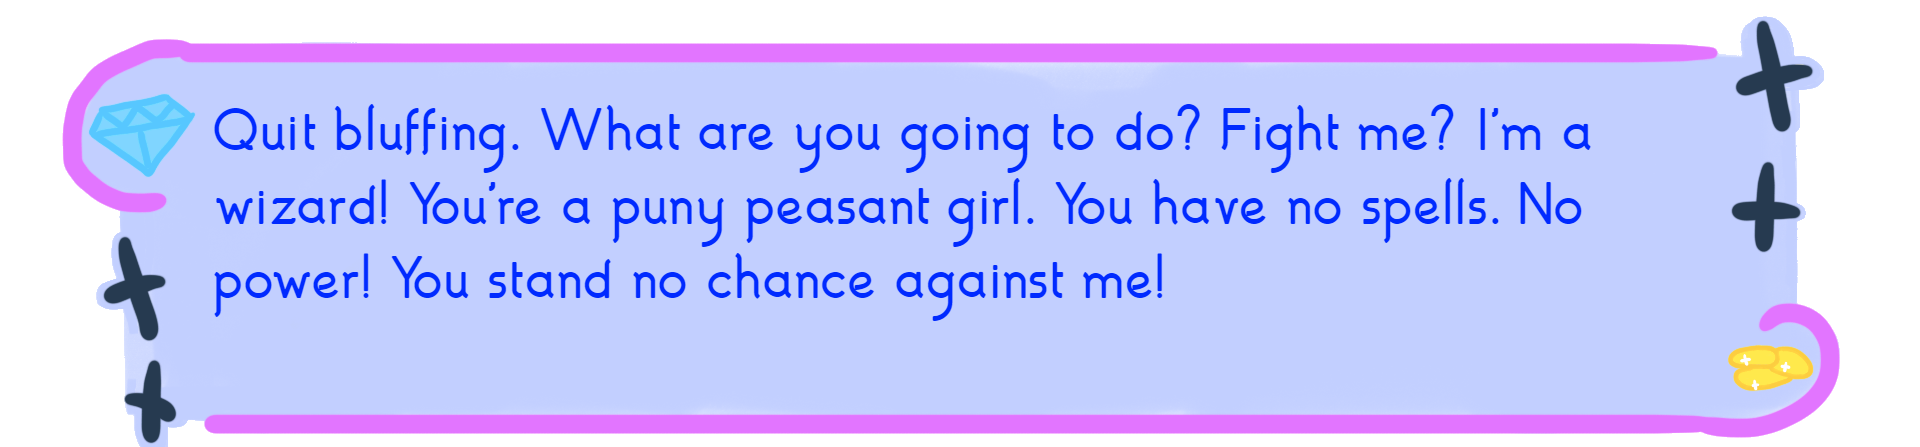 Quit bluffing. What are you going to do? Fight me? I'm a
wizard! You're a puny peasant girl. You have no spells. No
power! You stand no chance against me!